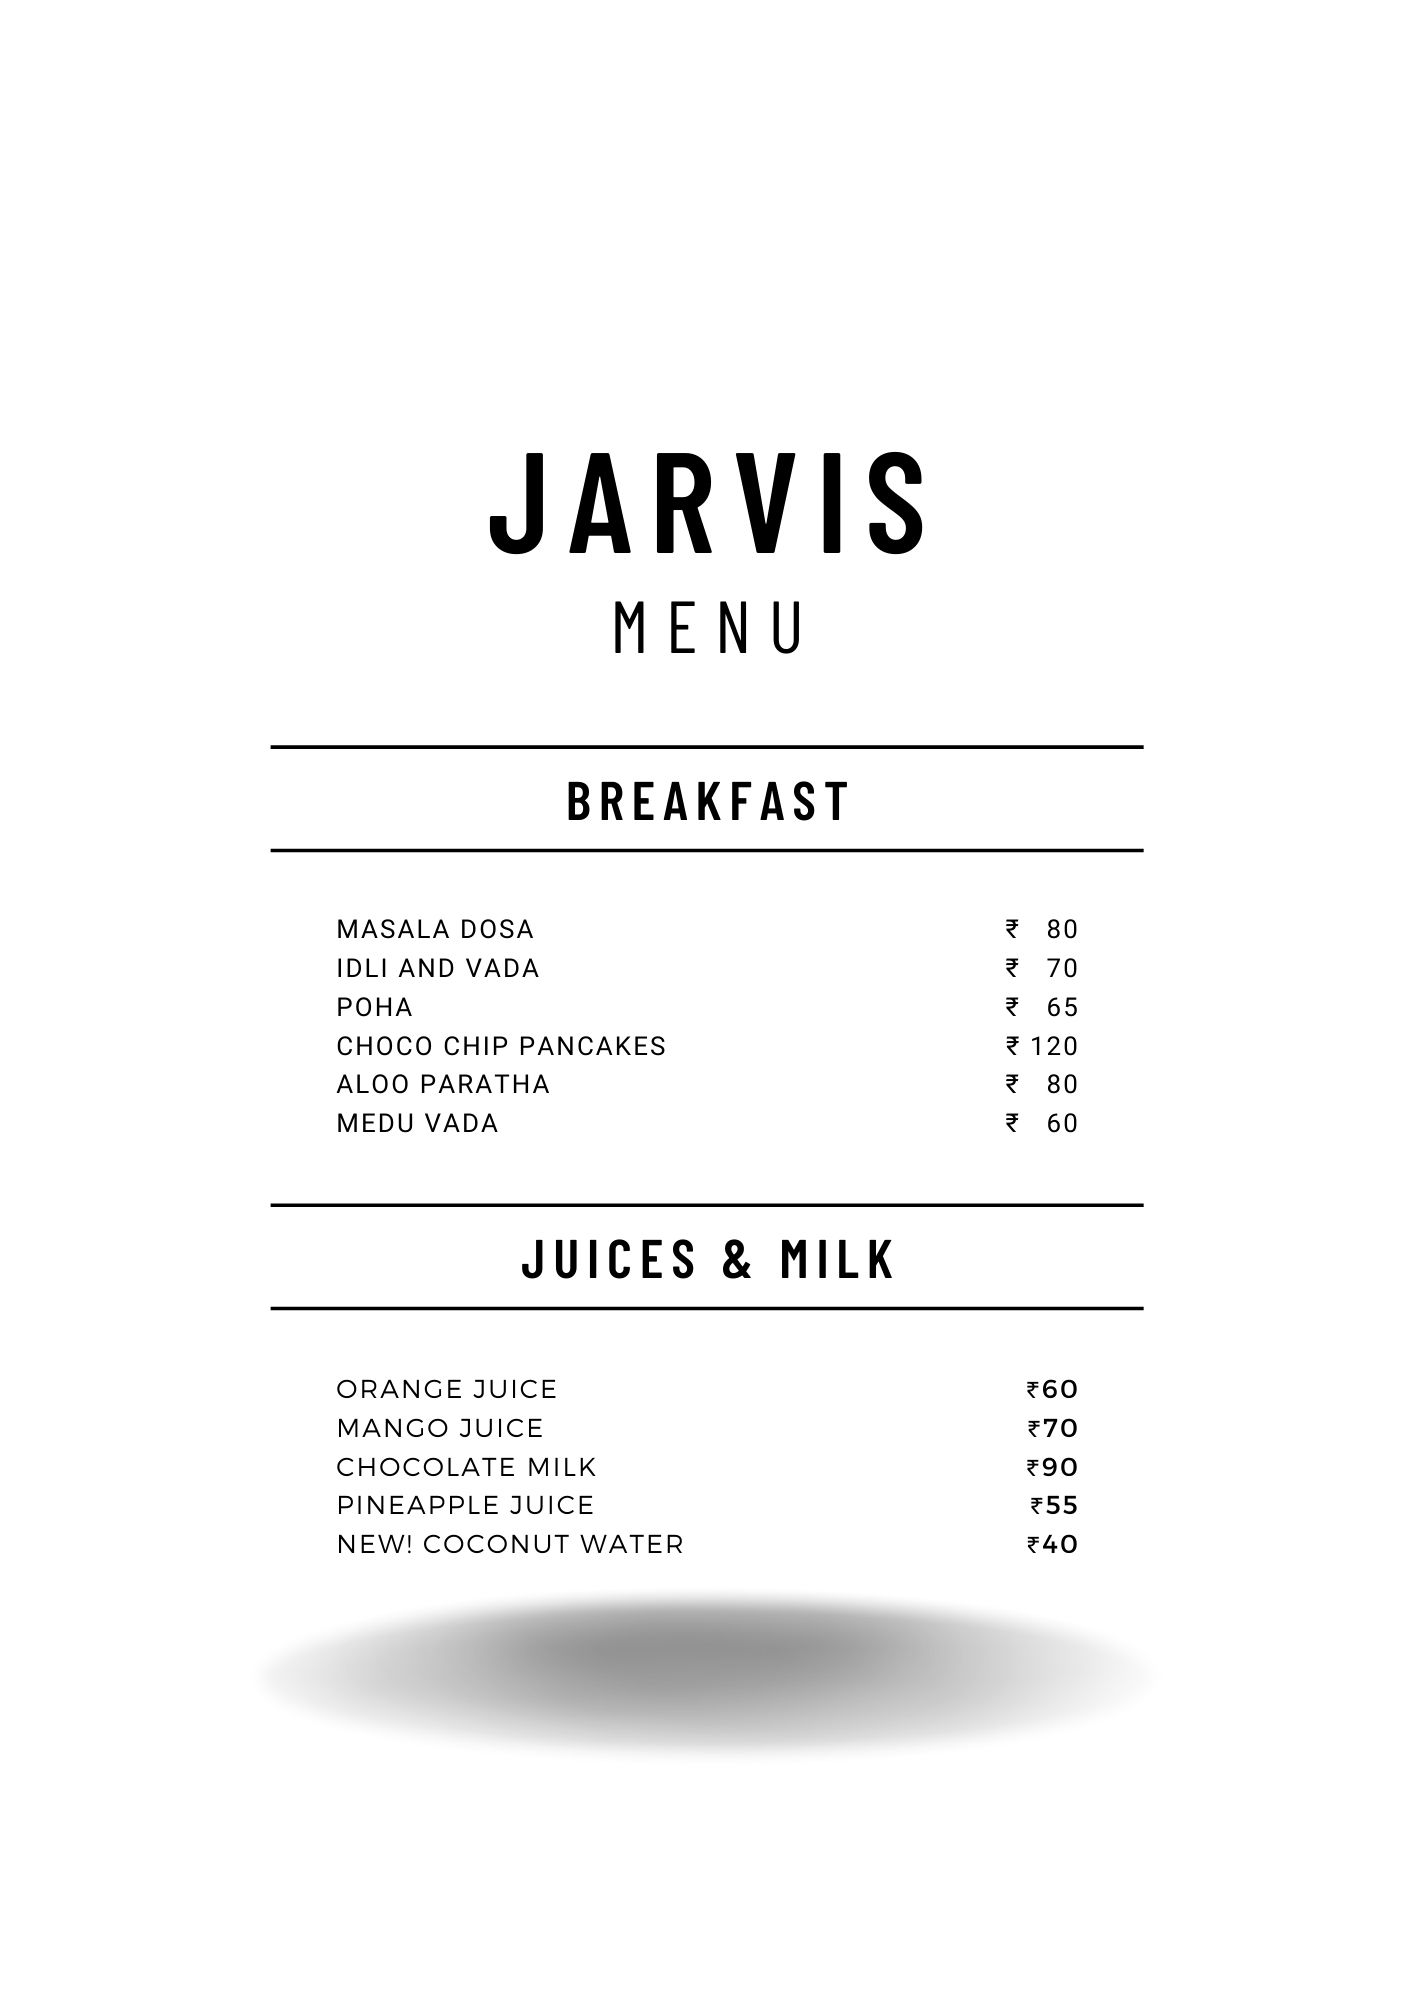 JARVIS
MENU
BREAKFAST
MASALA DOSA ₹ 80
IDLI AND VADA ₹ 70
POHA ₹ 65
CHOCO CHIP PANCAKES ₹ 120
ALOO PARATHA ₹ 80
MEDU VADA ₹ 60
JUICES & MILK
ORANGE JUICE ₹60
MANGO JUICE ₹70
CHOCOLATE MILK ₹90
PINEAPPLE JUICE ₹55
NEW! COCONUT WATER ₹40